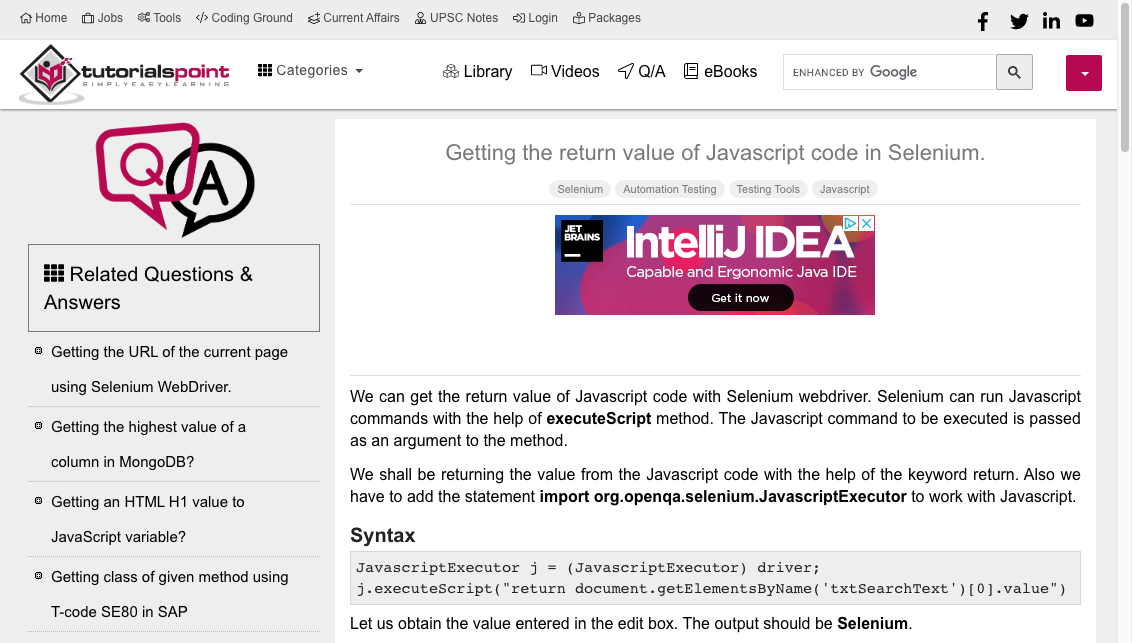 Home Jobs Tools Coding Ground Current Affairs UPSC Notes Login Packages
tutorialspoint
SIMPLYEASYLEARNING
Categories
Library Videos Q/A eBooks
ENHANCED BY Google
Q A
Related Questions &
Answers
Getting the URL of the current page
using Selenium WebDriver.
Getting the highest value of a
column in MongoDB?
Getting an HTML H1 value to
JavaScript variable?
Getting class of given method using
T-code SE80 in SAP
Getting the return value of Javascript code in Selenium.
Selenium Automation Testing Testing Tools Javascript
JET
BRAINS
IntelliJ IDEA
Capable and Ergonomic Java IDE
Get it now
We can get the return value of Javascript code with Selenium webdriver. Selenium can run Javascript
commands with the help of executeScript method. The Javascript command to be executed is passed
as an argument to the method.
We shall be returning the value from the Javascript code with the help of the keyword return. Also we
have to add the statement import org.openqa.selenium.JavascriptExecutor to work with Javascript.
Syntax
JavascriptExecutor j = (JavascriptExecutor) driver;
j.executeScript("return document.getElementsByName('txtSearchText')[0].value")
Let us obtain the value entered in the edit box. The output should be Selenium.